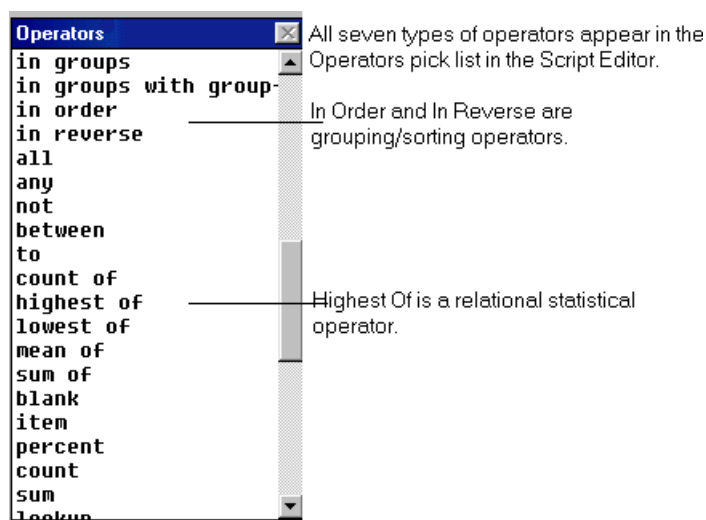 Operators
in groups
in groups with group-
in order
in reverse
all
any
not
between
to
count of
highest of
lowest of
mean of
sum of
blank
item
percent
count
sum
lookup
All seven types of operators appear in the
Operators pick list in the Script Editor.
In Order and In Reverse are
grouping/sorting operators.
Highest Of is a relational statistical
operator.